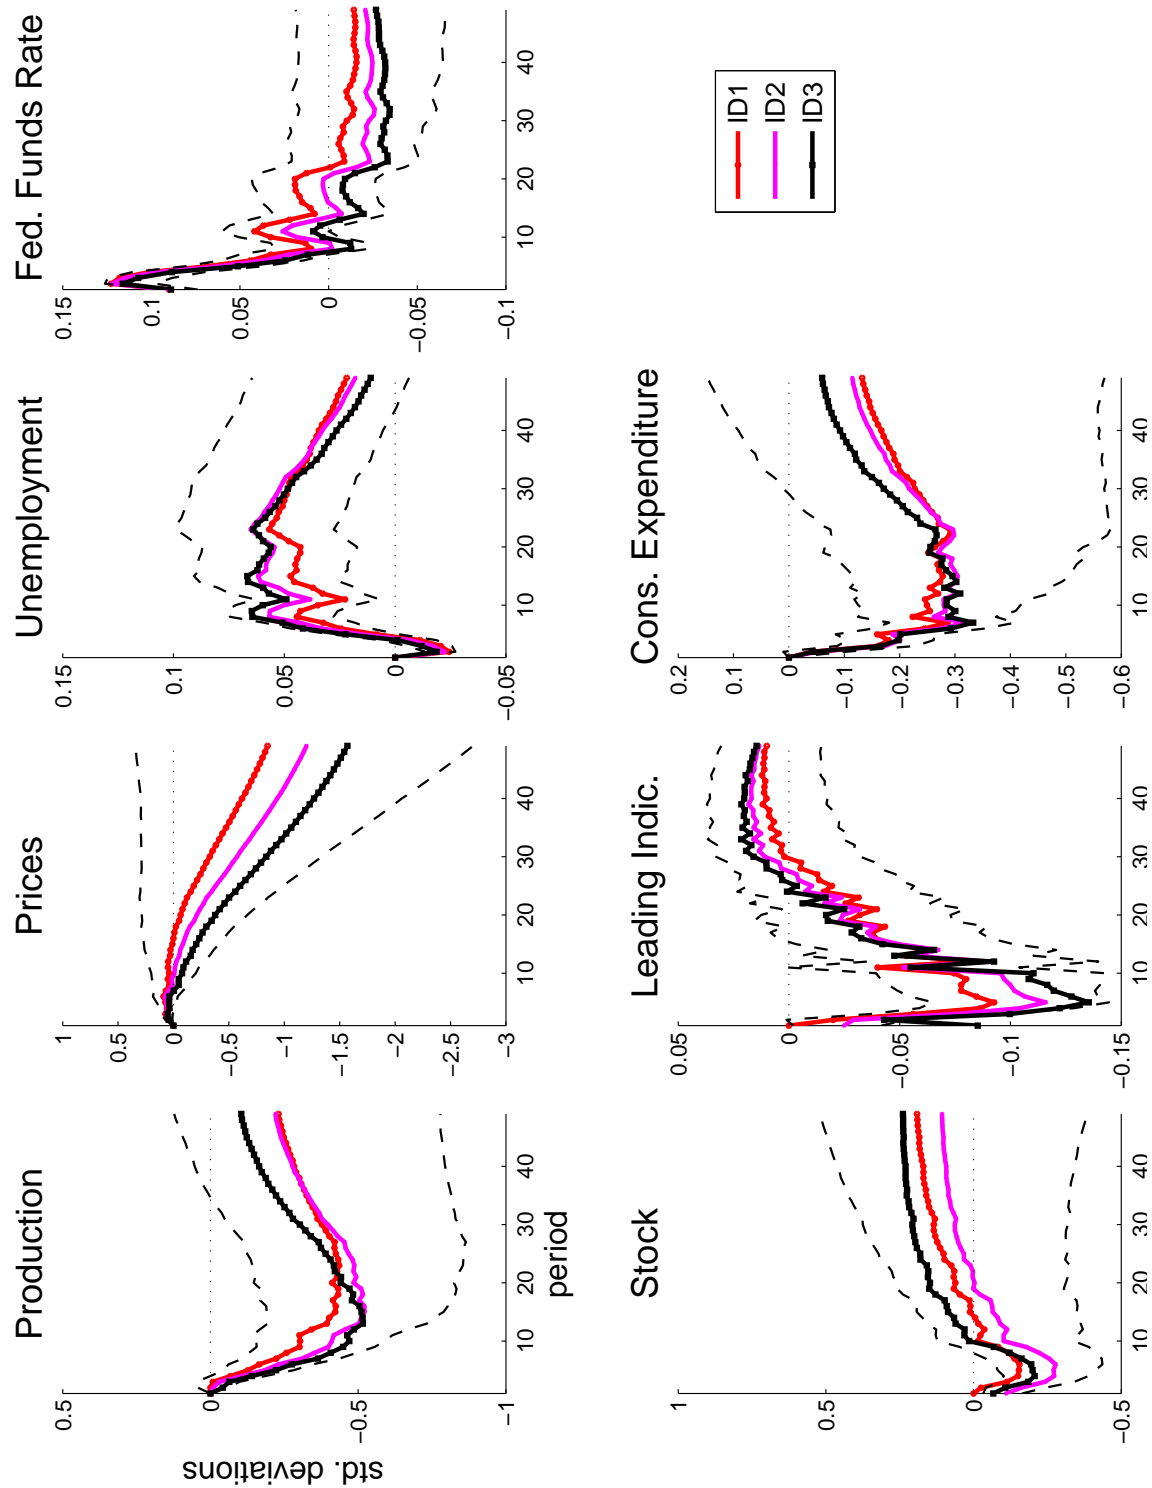 Production
std. deviations
0.5
0
−0.5
−1
10 20 30 40
period
Prices
1
0.5
0
−0.5
−1
−1.5
−2
−2.5
−3
10 20 30 40
Unemployment
0.15
0.1
0.05
0
−0.05
10 20 30 40
Fed. Funds Rate
0.15
0.1
0.05
0
−0.05
−0.1
10 20 30 40
Stock
1
0.5
0
−0.5
10 20 30 40
Leading Indic.
0.05
0
−0.05
−0.1
−0.15
10 20 30 40
Cons. Expenditure
0.2
0.1
0
−0.1
−0.2
−0.3
−0.4
−0.5
−0.6
10 20 30 40
ID1
ID2
ID3